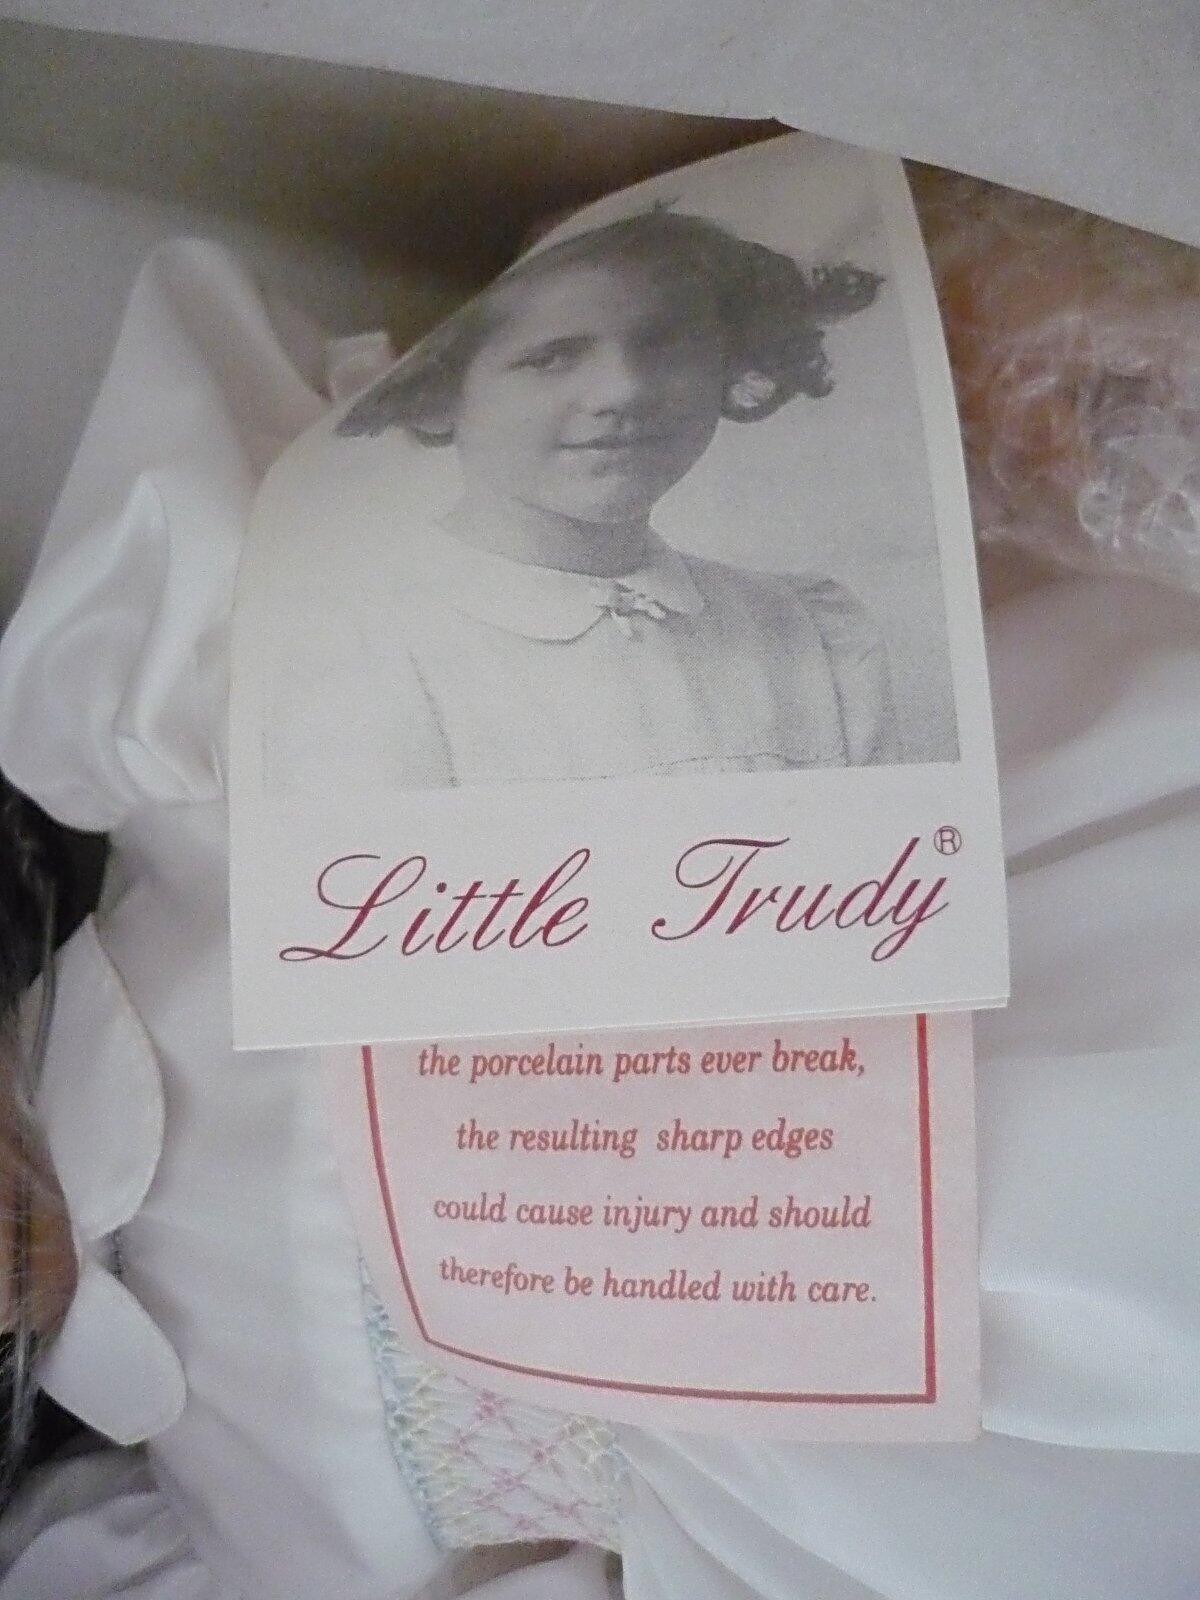 Little Trudy®
the porcelain parts ever break,
the resulting sharp edges
could cause injury and should
therefore be handled with care.